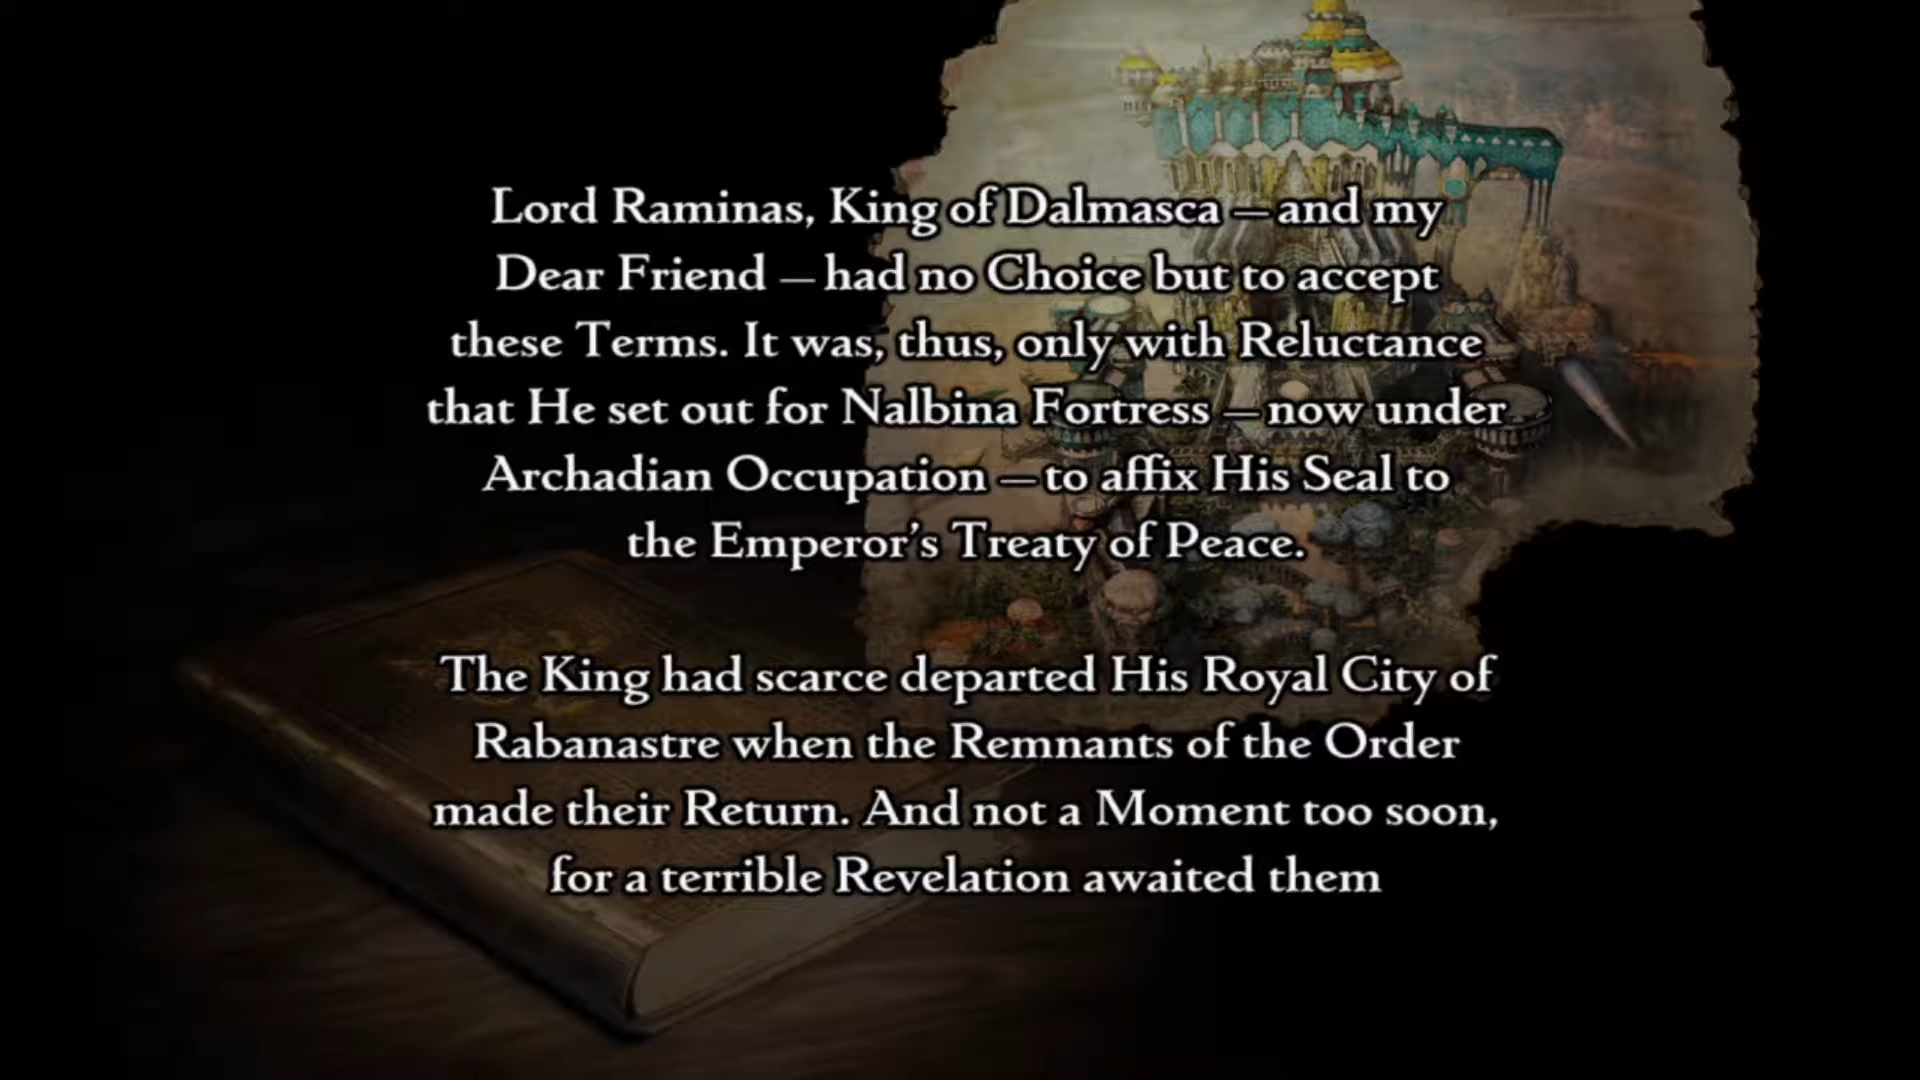 Lord Raminas, King of Dalmasca – and my
Dear Friend – had no Choice but to accept
these Terms. It was, thus, only with Reluctance
that He set out for Nalbina Fortress – now under
Archadian Occupation – to affix His Seal to
the Emperor’s Treaty of Peace.
The King had scarce departed His Royal City of
Rabanastre when the Remnants of the Order
made their Return. And not a Moment too soon,
for a terrible Revelation awaited them